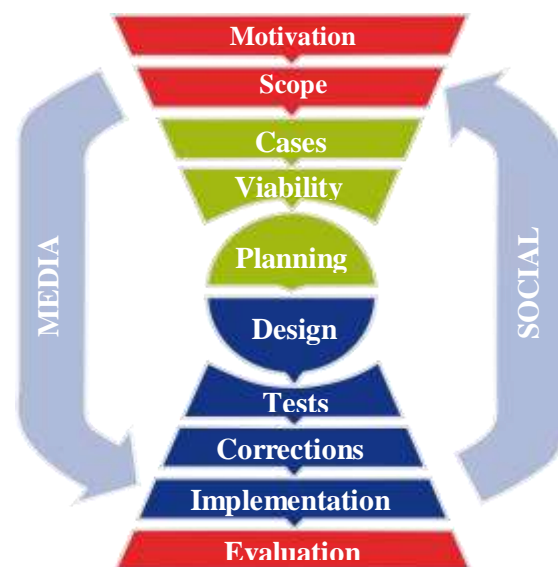 Motivation
Scope
Cases
Viability
Planning
Design
Tests
Corrections
Implementation
Evaluation
MEDIA
SOCIAL